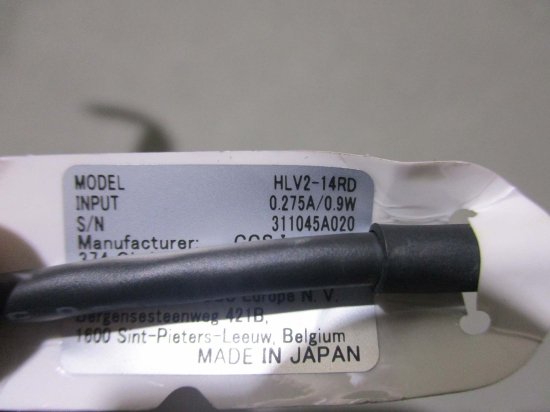 MODEL HLV2-14RD
INPUT 0.275A/0.9W
S/N 311045A020
Manufacturer:
374
Europe N. V.
Bergensesteenweg 421B,
1600 Sint-Pieters-Leeuw, Belgium
MADE IN JAPAN